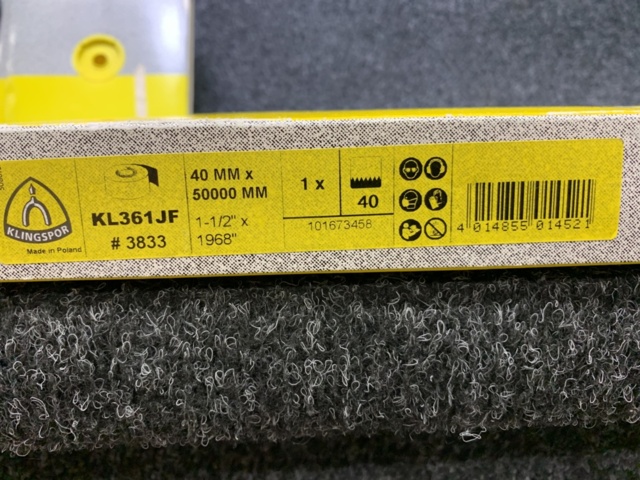 KLINGSPOR
Made in Poland
KL361JF
# 3833
40 MM x
50000 MM
1-1/2" x
1968"
1 x
40
101673458
4 014855 014521